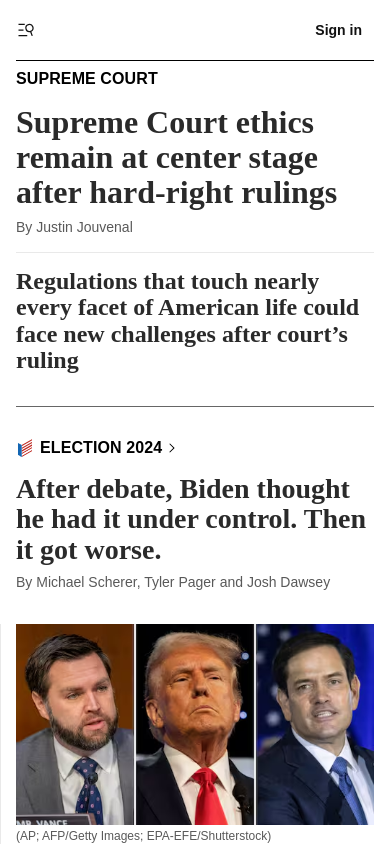 Sign in
SUPREME COURT
Supreme Court ethics
remain at center stage
after hard-right rulings
By Justin Jouvenal
Regulations that touch nearly
every facet of American life could
face new challenges after court’s
ruling
ELECTION 2024
After debate, Biden thought
he had it under control. Then
it got worse.
By Michael Scherer, Tyler Pager and Josh Dawsey
MR. VANCE
(AP; AFP/Getty Images; EPA-EFE/Shutterstock)